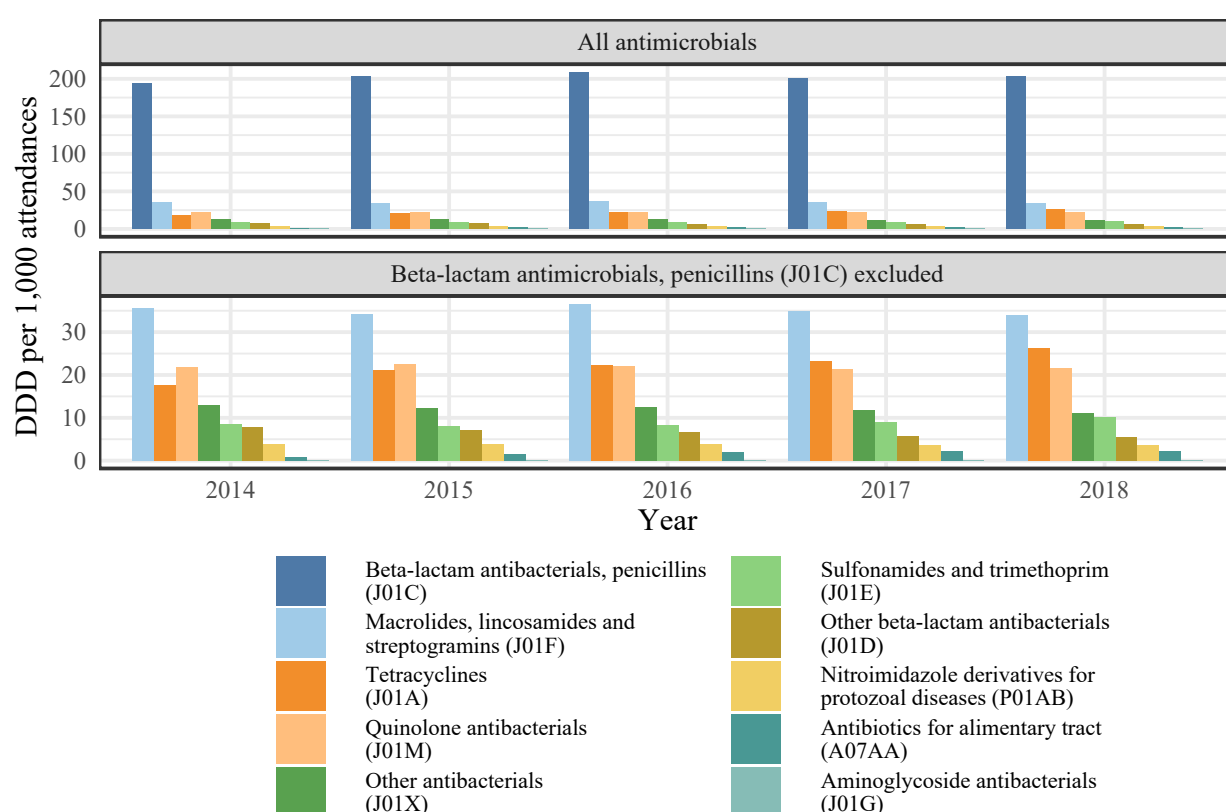 All antimicrobials
200
150
100
50
0
DDD per 1,000 attendances
Beta-lactam antimicrobials, penicillins (J01C) excluded
30
20
10
0
2014 2015 2016 2017 2018
Year
Beta-lactam antibacterials, penicillins
(J01C)
Macrolides, lincosamides and
streptogramins (J01F)
Tetracyclines
(J01A)
Quinolone antibacterials
(J01M)
Other antibacterials
(J01X)
Sulfonamides and trimethoprim
(J01E)
Other beta-lactam antibacterials
(J01D)
Nitroimidazole derivatives for
protozoal diseases (P01AB)
Antibiotics for alimentary tract
(A07AA)
Aminoglycoside antibacterials
(J01G)